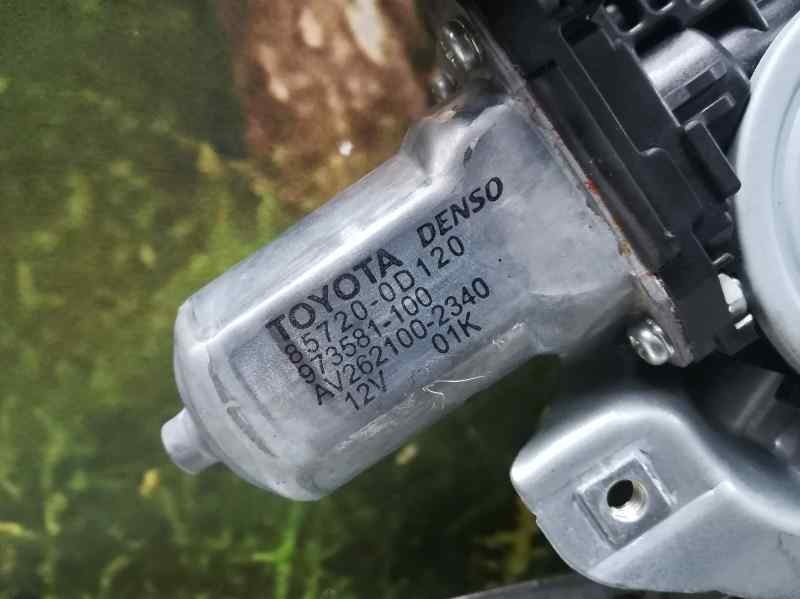 TOYOTA DENSO
85720-0D120
973581-100
AV262100-2340
12V 01K